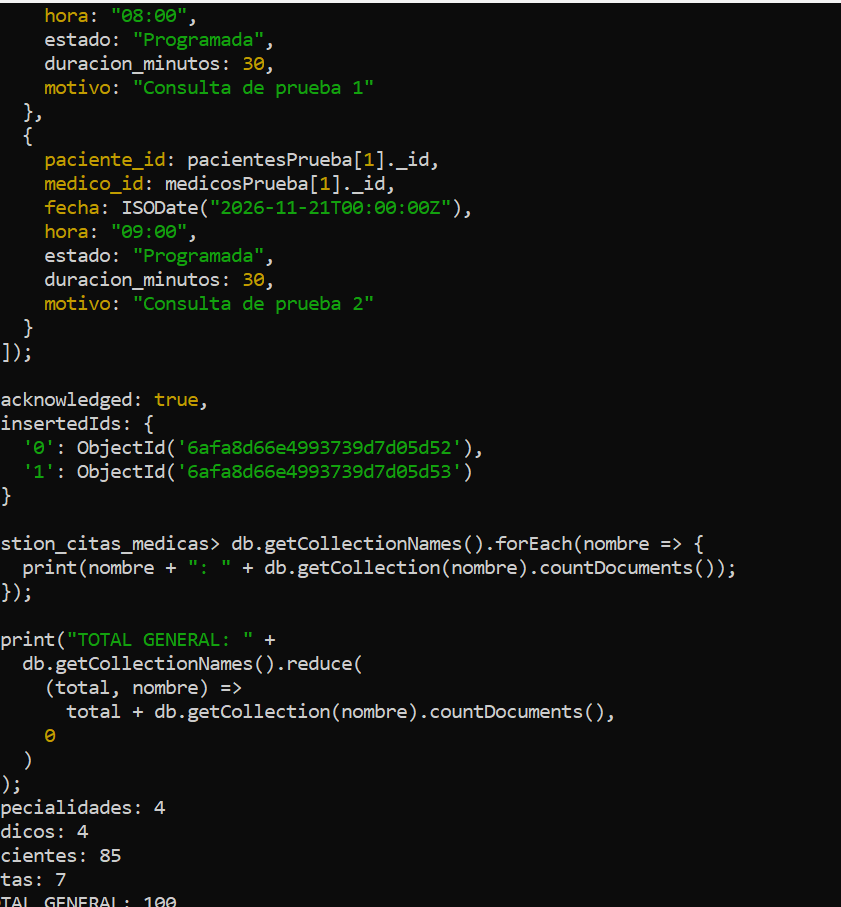 hora: "08:00",
    estado: "Programada",
    duracion_minutos: 30,
    motivo: "Consulta de prueba 1"
  },
  {
    paciente_id: pacientesPrueba[1]._id,
    medico_id: medicosPrueba[1]._id,
    fecha: ISODate("2026-11-21T00:00:00Z"),
    hora: "09:00",
    estado: "Programada",
    duracion_minutos: 30,
    motivo: "Consulta de prueba 2"
  }
]);
acknowledged: true,
insertedIds: {
  '0': ObjectId('6afa8d66e4993739d7d05d52'),
  '1': ObjectId('6afa8d66e4993739d7d05d53')
}
stion_citas_medicas> db.getCollectionNames().forEach(nombre => {
  print(nombre + ": " + db.getCollection(nombre).countDocuments());
});
print("TOTAL GENERAL: " +
  db.getCollectionNames().reduce(
    (total, nombre) =>
      total + db.getCollection(nombre).countDocuments(),
    0
  )
);
pecialidades: 4
dicos: 4
cientes: 85
tas: 7
TAL GENERAL: 100